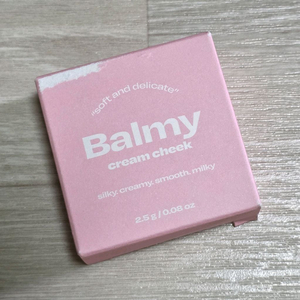 "soft and delicate"
Balmy
cream cheek
silky, creamy, smooth, milky
2.5 g / 0.08 oz